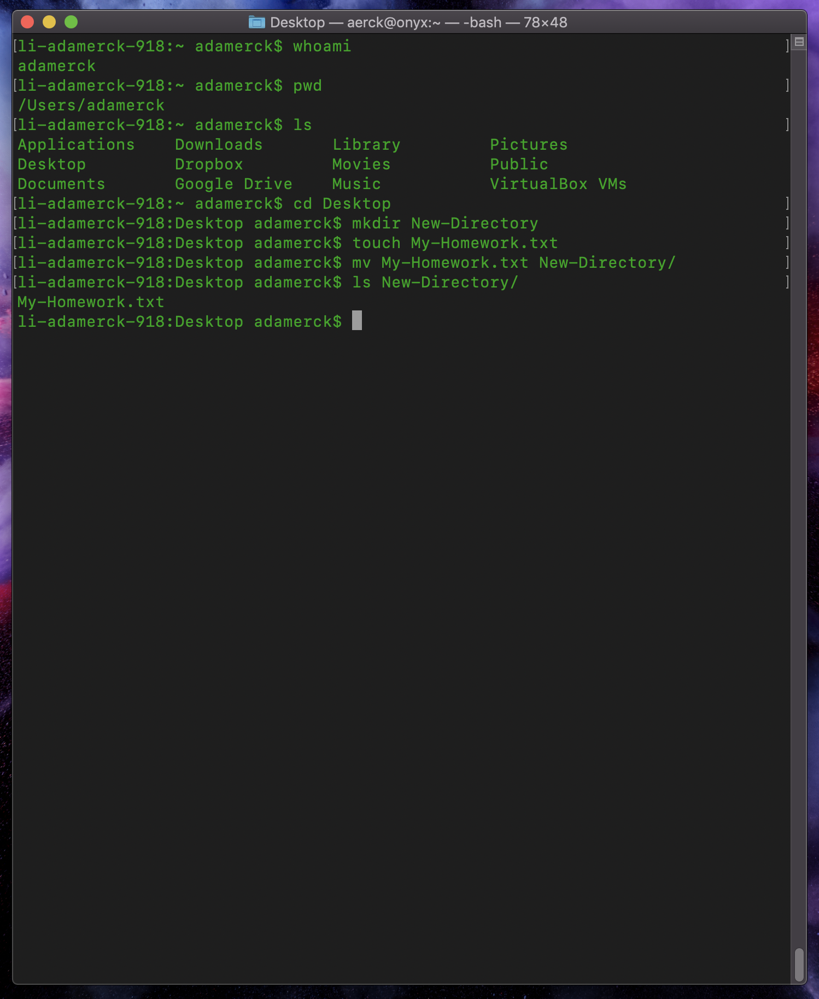 Desktop — aerck@onyx:~ — -bash — 78×48
[li-adamerck-918:~ adamerck$ whoami ]
adamerck
[li-adamerck-918:~ adamerck$ pwd ]
/Users/adamerck
[li-adamerck-918:~ adamerck$ ls ]
Applications Downloads Library Pictures
Desktop Dropbox Movies Public
Documents Google Drive Music VirtualBox VMs
[li-adamerck-918:~ adamerck$ cd Desktop ]
[li-adamerck-918:Desktop adamerck$ mkdir New-Directory ]
[li-adamerck-918:Desktop adamerck$ touch My-Homework.txt ]
[li-adamerck-918:Desktop adamerck$ mv My-Homework.txt New-Directory/ ]
[li-adamerck-918:Desktop adamerck$ ls New-Directory/ ]
My-Homework.txt
li-adamerck-918:Desktop adamerck$